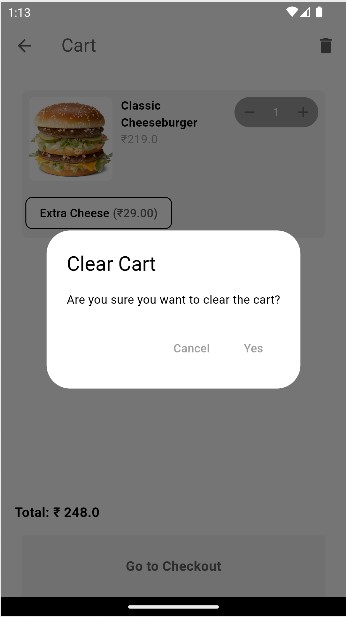 1:13
Cart
Classic
Cheeseburger
₹219.0
1
Extra Cheese (₹29.00)
Clear Cart
Are you sure you want to clear the cart?
Cancel Yes
Total: ₹ 248.0
Go to Checkout